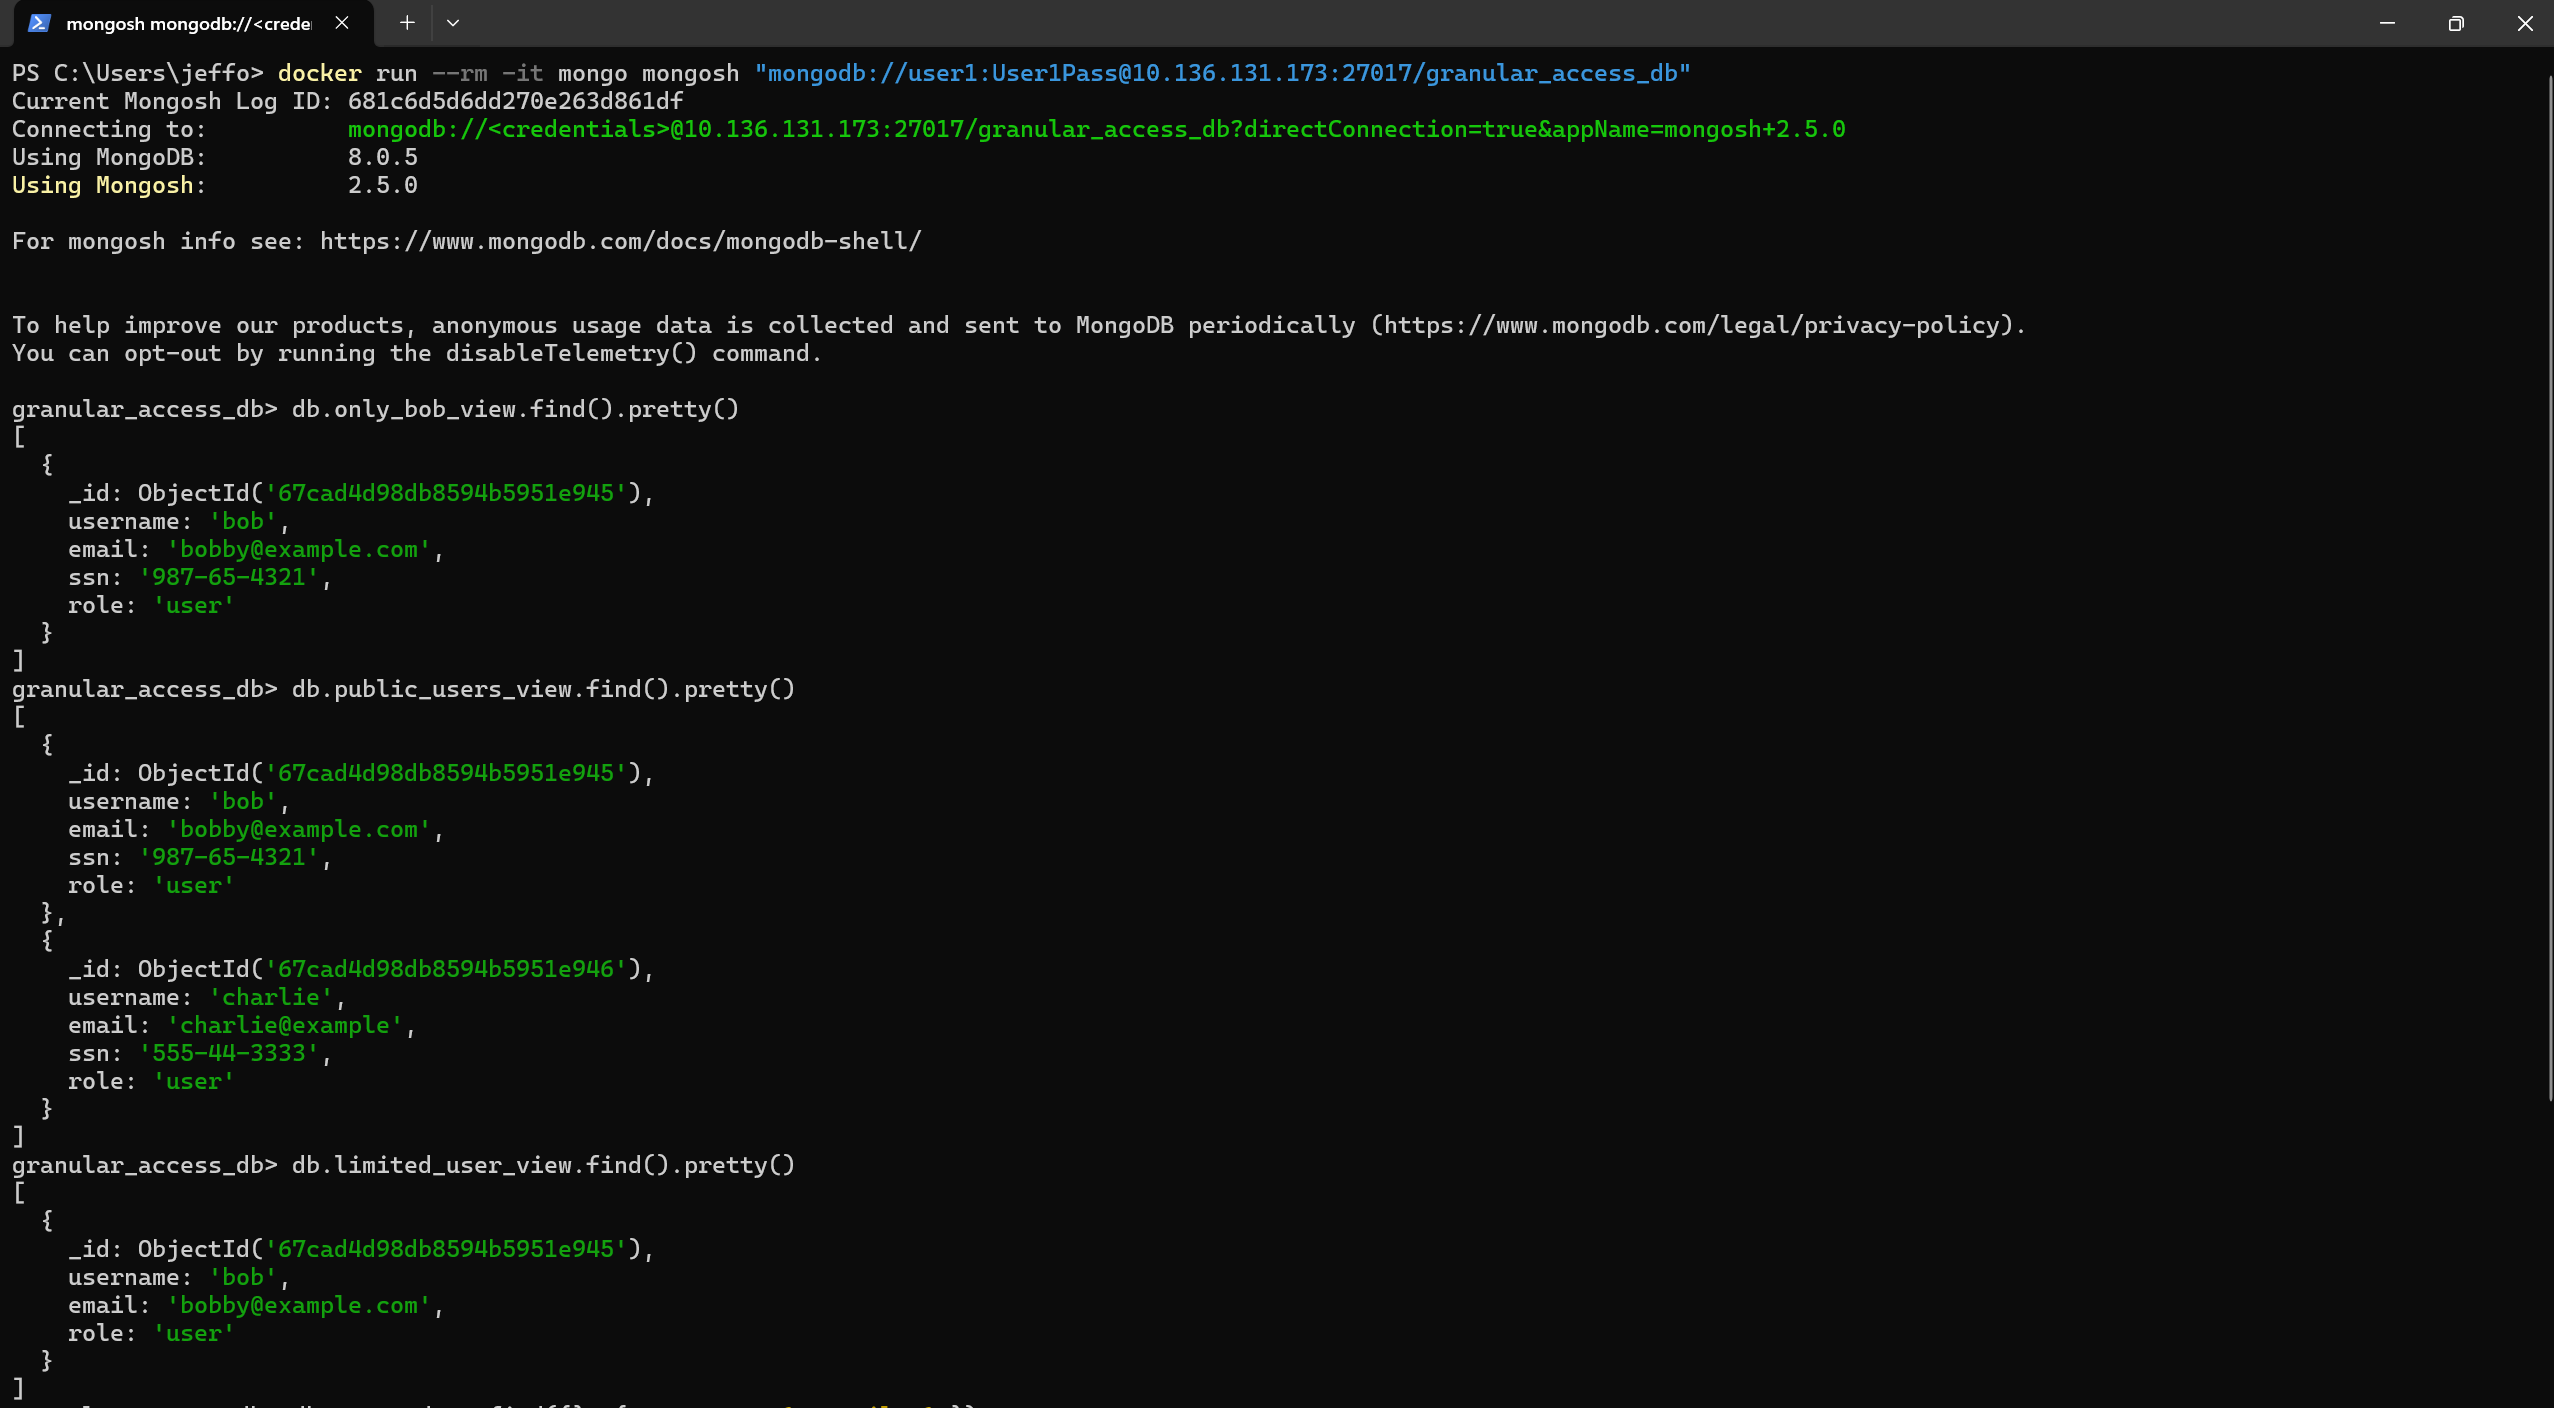 mongosh mongodb://<crede
PS C:\Users\jeffo> docker run --rm -it mongo mongosh "mongodb://user1:User1Pass@10.136.131.173:27017/granular_access_db"
Current Mongosh Log ID: 681c6d5d6dd270e263d861df
Connecting to:          mongodb://<credentials>@10.136.131.173:27017/granular_access_db?directConnection=true&appName=mongosh+2.5.0
Using MongoDB:          8.0.5
Using Mongosh:          2.5.0
For mongosh info see: https://www.mongodb.com/docs/mongodb-shell/
To help improve our products, anonymous usage data is collected and sent to MongoDB periodically (https://www.mongodb.com/legal/privacy-policy).
You can opt-out by running the disableTelemetry() command.
granular_access_db> db.only_bob_view.find().pretty()
[
  {
    _id: ObjectId('67cad4d98db8594b5951e945'),
    username: 'bob',
    email: 'bobby@example.com',
    ssn: '987-65-4321',
    role: 'user'
  }
]
granular_access_db> db.public_users_view.find().pretty()
[
  {
    _id: ObjectId('67cad4d98db8594b5951e945'),
    username: 'bob',
    email: 'bobby@example.com',
    ssn: '987-65-4321',
    role: 'user'
  },
  {
    _id: ObjectId('67cad4d98db8594b5951e946'),
    username: 'charlie',
    email: 'charlie@example',
    ssn: '555-44-3333',
    role: 'user'
  }
]
granular_access_db> db.limited_user_view.find().pretty()
[
  {
    _id: ObjectId('67cad4d98db8594b5951e945'),
    username: 'bob',
    email: 'bobby@example.com',
    role: 'user'
  }
]